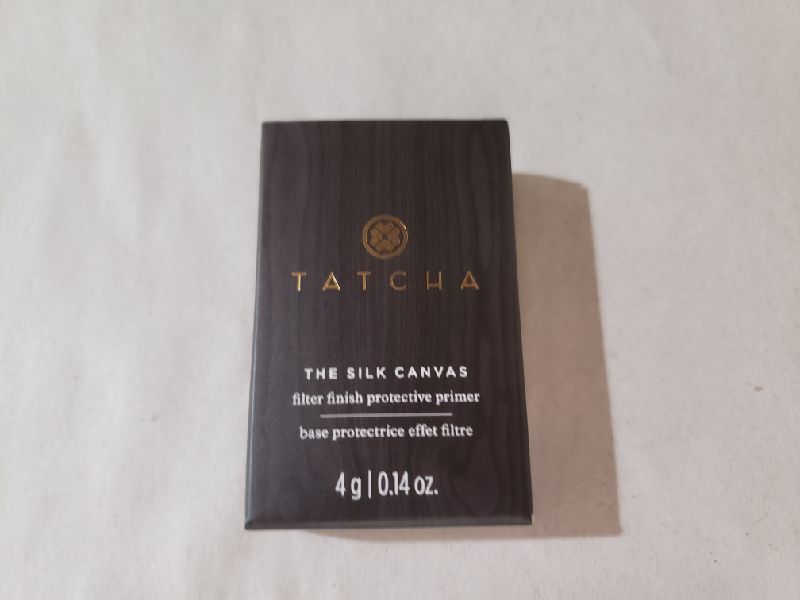 TATCHA
THE SILK CANVAS
filter finish protective primer
base protectrice effet filtre
4 g | 0.14 oz.